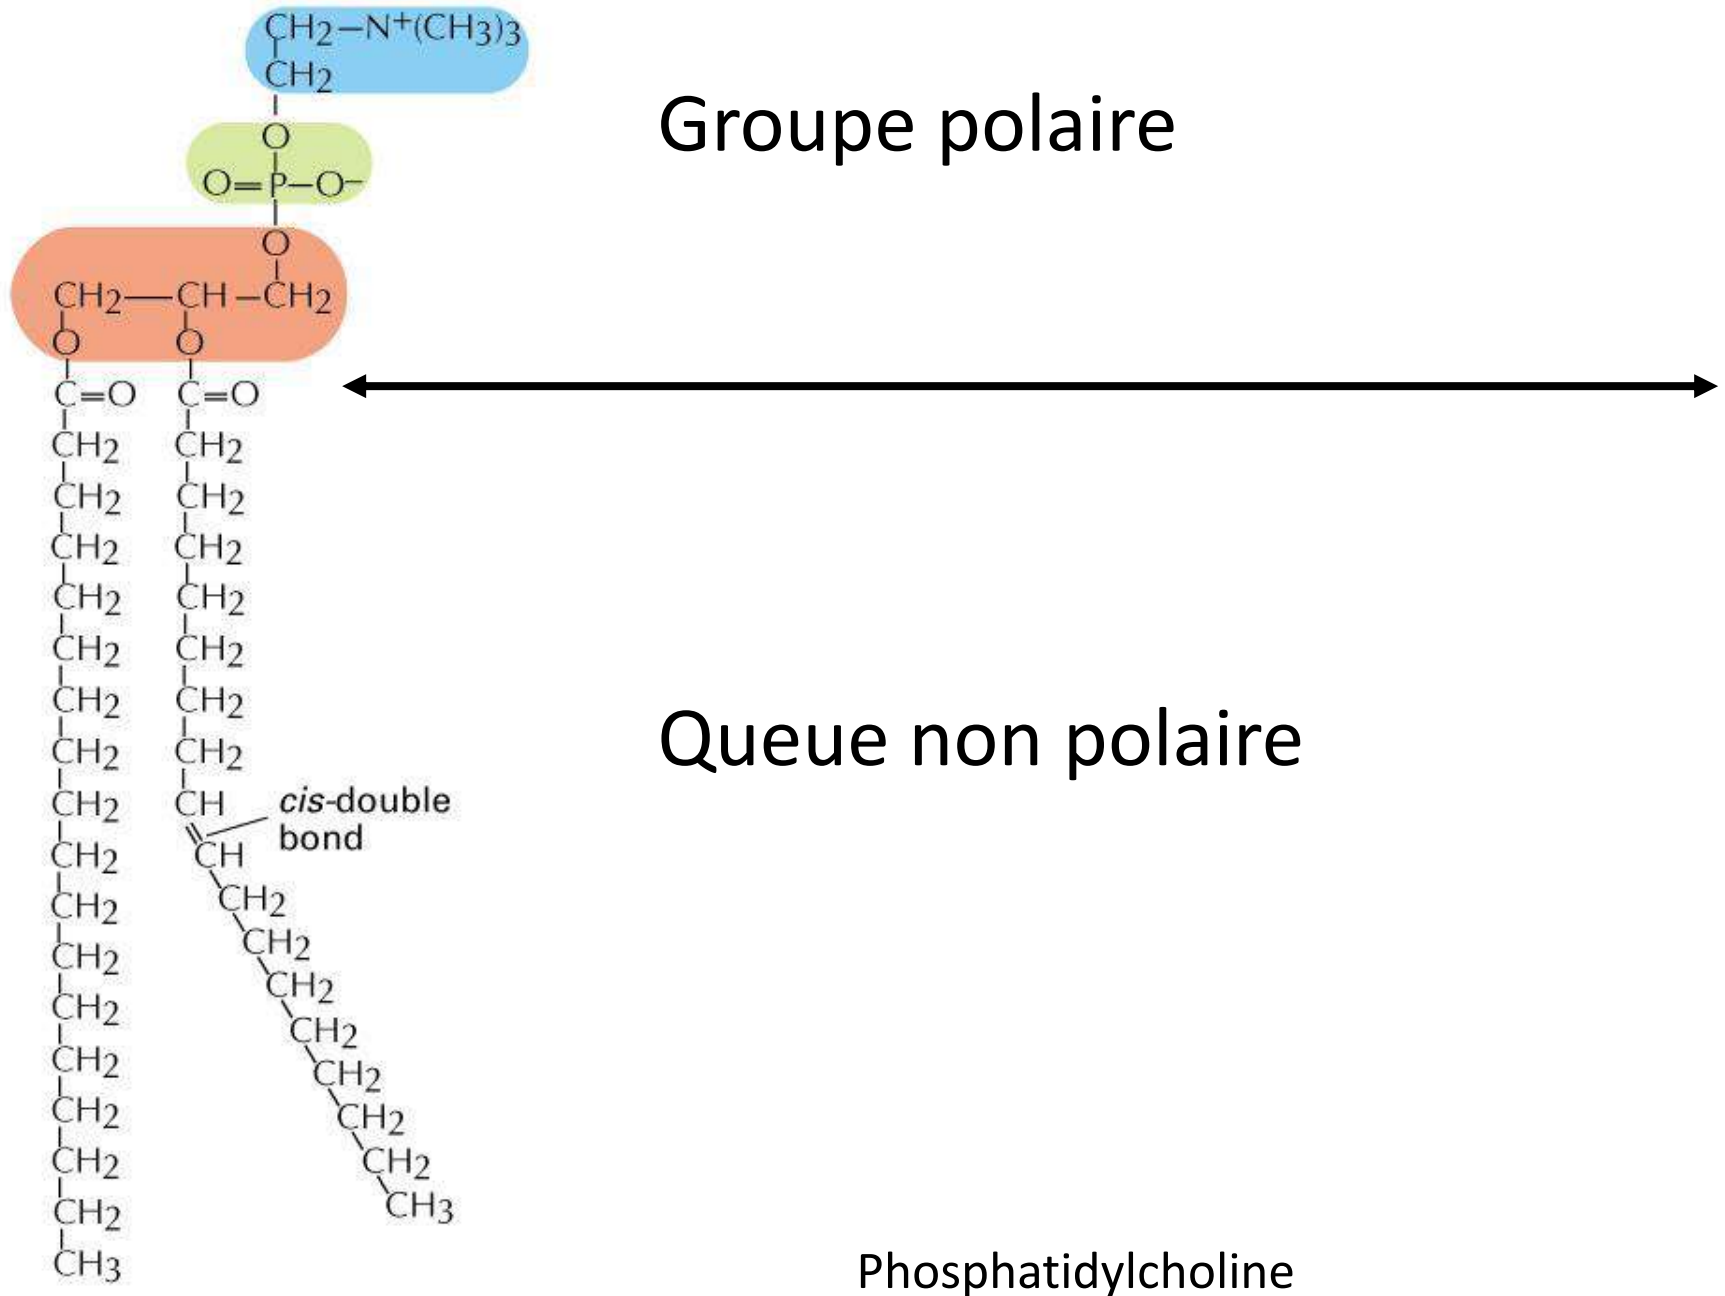 CH2–N+(CH3)3
CH2
O
O=P–O–
O
CH2—CH–CH2
O O
C=O C=O
CH2 CH2
CH2 CH2
CH2 CH2
CH2 CH2
CH2 CH2
CH2 CH2
CH2 CH2
CH2 CH
CH2 CH
CH2 CH2
CH2 CH2
CH2 CH2
CH2 CH2
CH2 CH2
CH2 CH2
CH2 CH2
CH3 CH3
Groupe polaire
Queue non polaire
cis-double
bond
Phosphatidylcholine